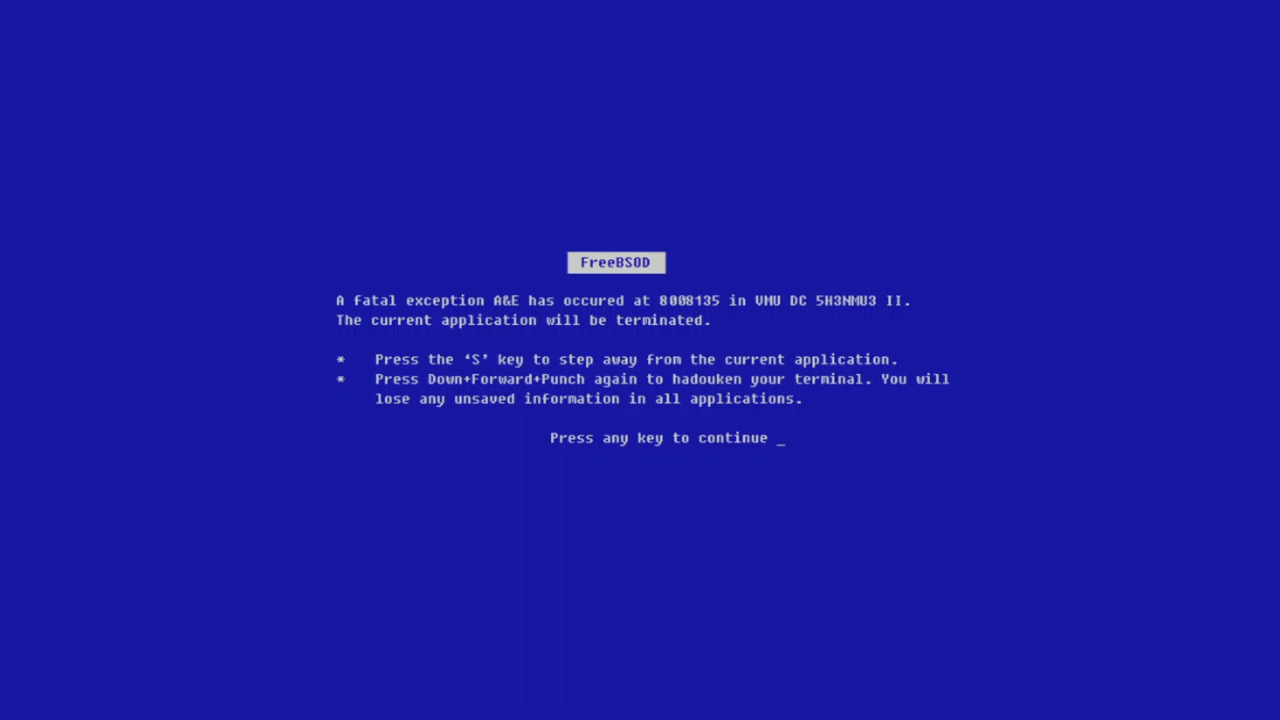 FreeBSOD
A fatal exception A&E has occured at 8008135 in VMU DC 5H3NMU3 II.
The current application will be terminated.
* Press the ‘S’ key to step away from the current application.
* Press Down+Forward+Punch again to hadouken your terminal. You will
lose any unsaved information in all applications.
Press any key to continue _